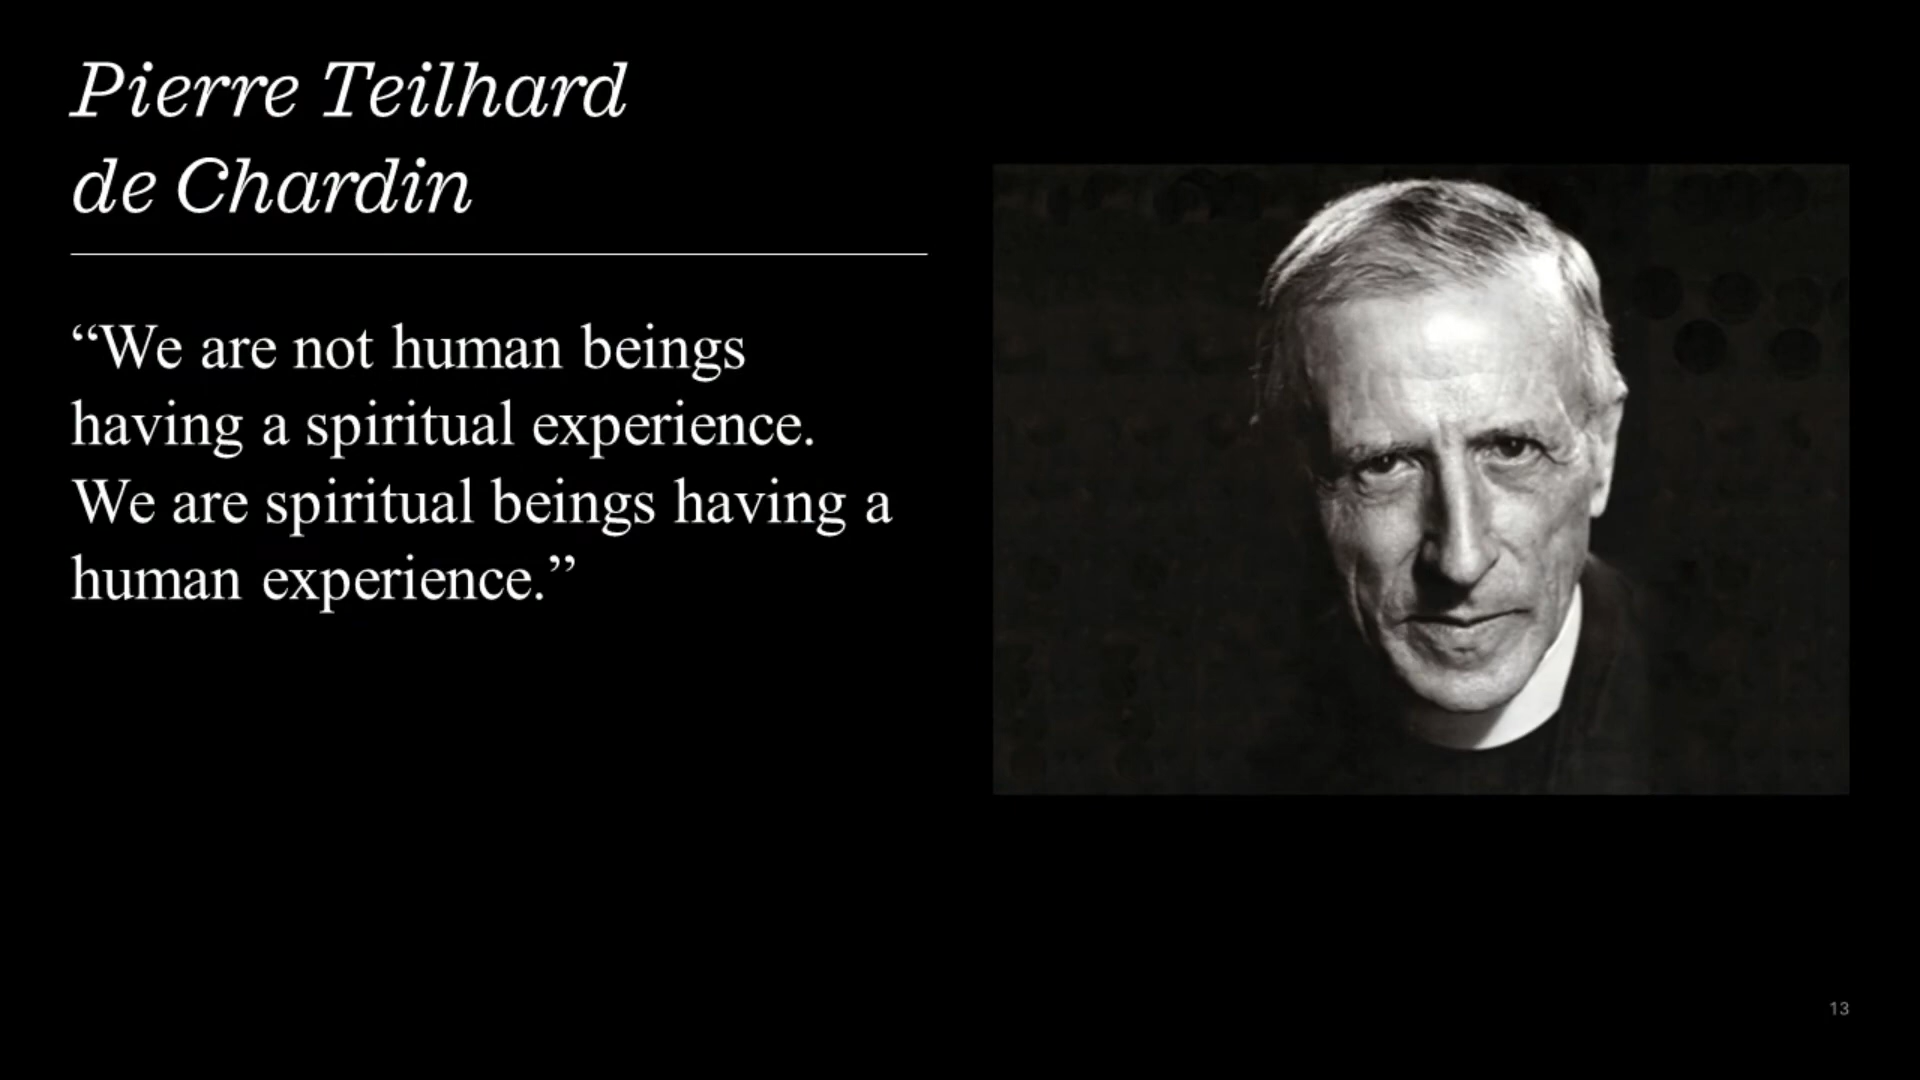 Pierre Teilhard
de Chardin
“We are not human beings
having a spiritual experience.
We are spiritual beings having a
human experience.”
13